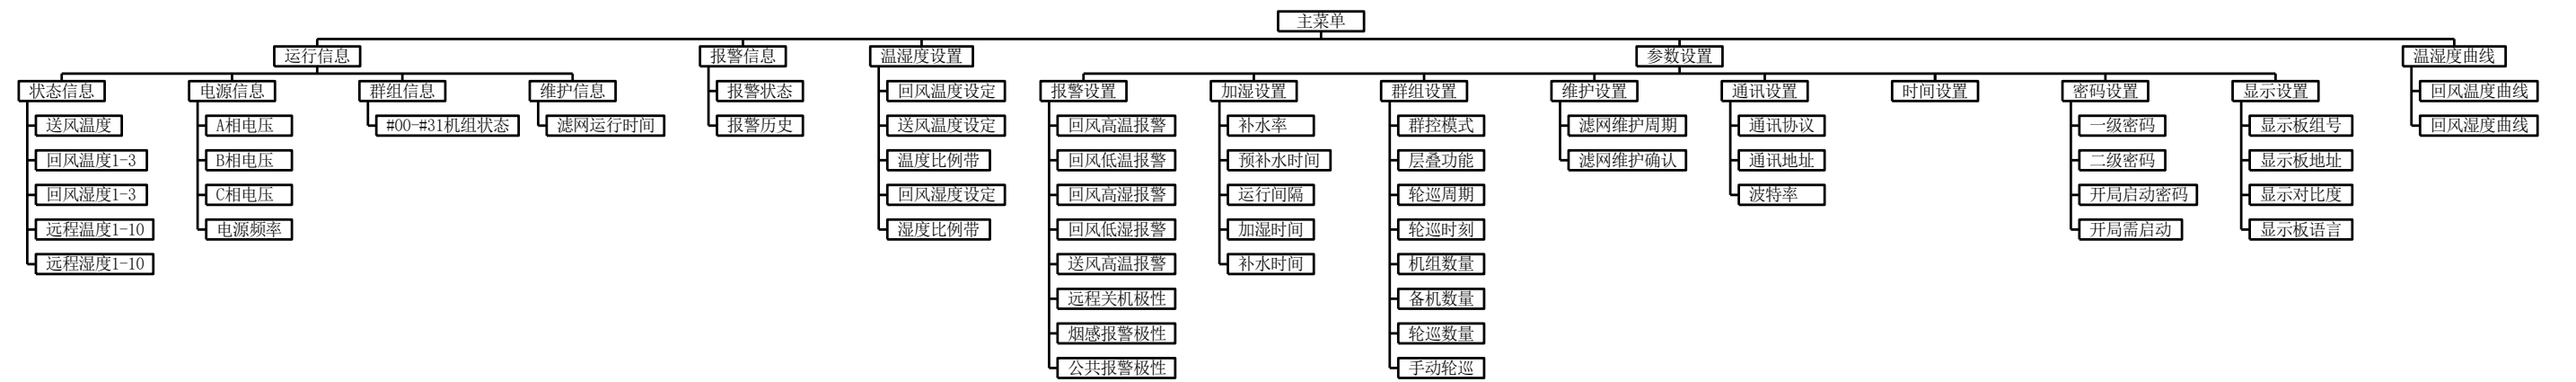 主菜单
运行信息
报警信息
温湿度设置
参数设置
温湿度曲线
状态信息
电源信息
群组信息
维护信息
报警状态
回风温度设定
报警设置
加湿设置
群组设置
维护设置
通讯设置
时间设置
密码设置
显示设置
回风温度曲线
送风温度
A相电压
#00-#31机组状态
滤网运行时间
报警历史
送风温度设定
回风高温报警
补水率
群控模式
滤网维护周期
通讯协议
一级密码
显示板组号
回风湿度曲线
回风温度1-3
B相电压
温度比例带
回风低温报警
预补水时间
层叠功能
滤网维护确认
通讯地址
二级密码
显示板地址
回风湿度1-3
C相电压
回风湿度设定
回风高湿报警
运行间隔
轮巡周期
波特率
开局启动密码
显示对比度
远程温度1-10
电源频率
湿度比例带
回风低湿报警
加湿时间
轮巡时刻
开局需启动
显示板语言
远程湿度1-10
送风高温报警
补水时间
机组数量
远程关机极性
备机数量
烟感报警极性
轮巡数量
公共报警极性
手动轮巡